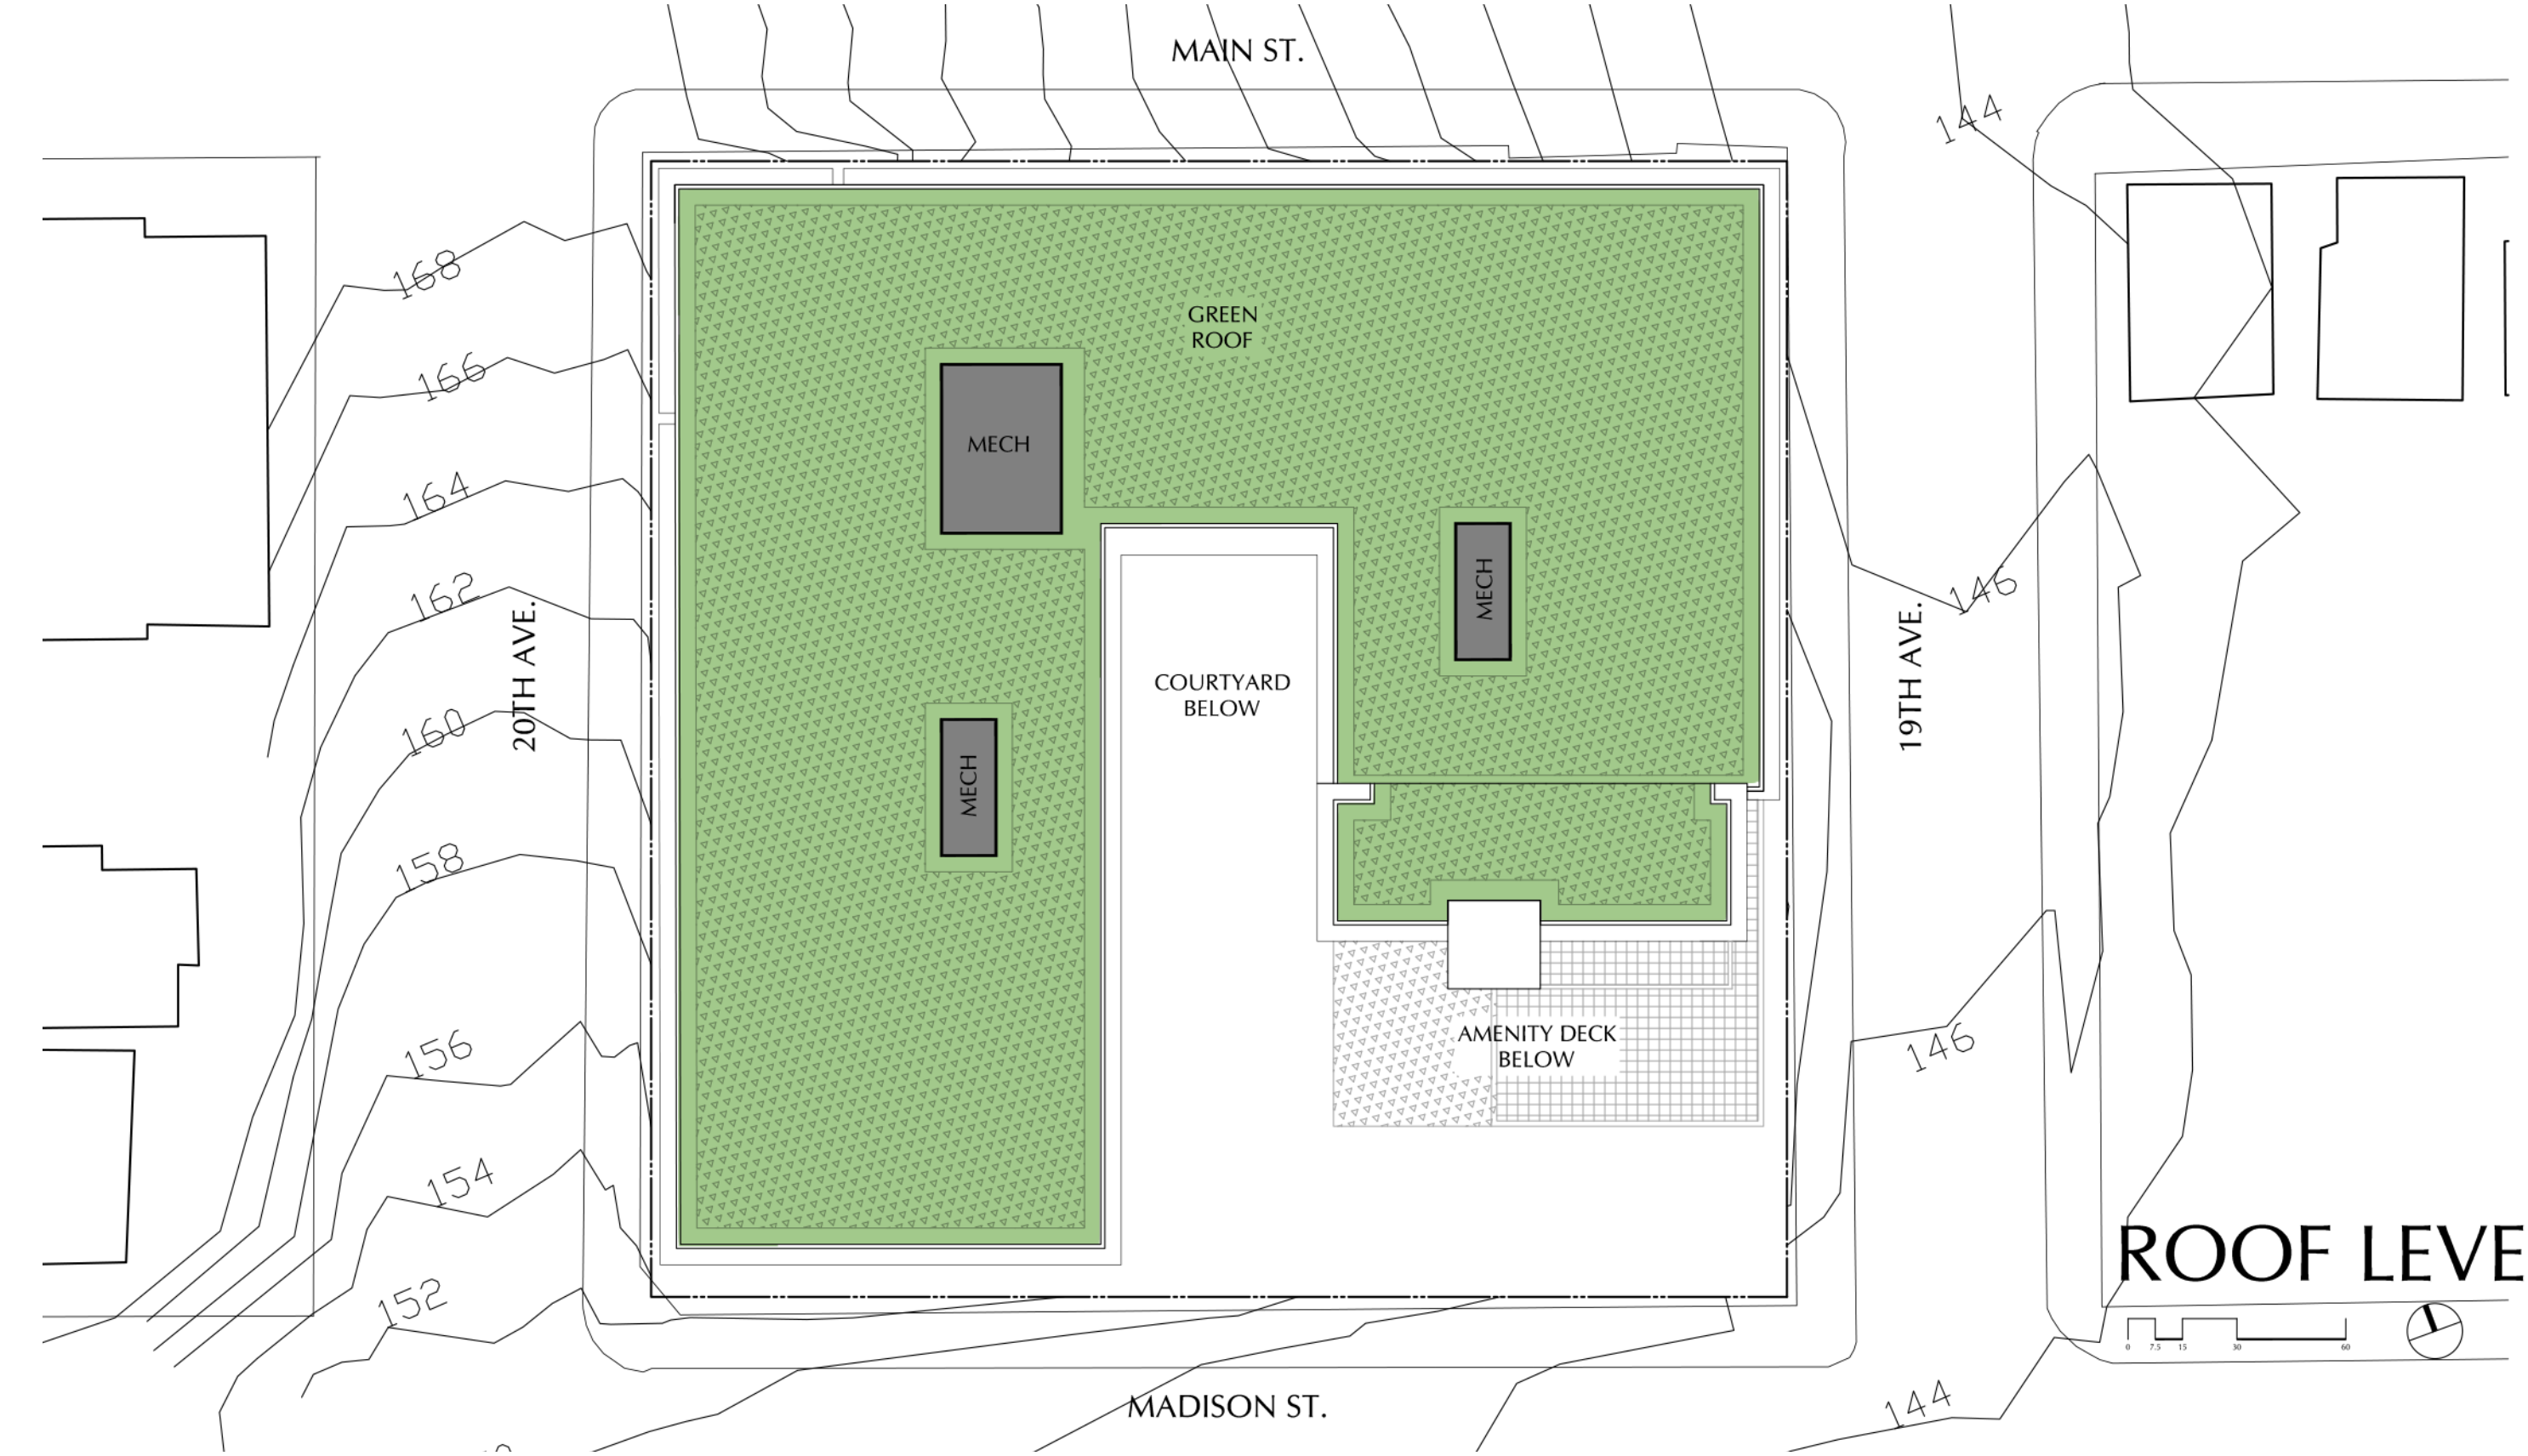 MAIN ST.
144
168
GREEN
ROOF
166
MECH
164
MECH
146
162
20TH AVE.
19TH AVE.
COURTYARD
BELOW
160
MECH
158
AMENITY DECK
BELOW
156
146
154
ROOF LEVE
152
0 7.5 15 30 60
MADISON ST.
144